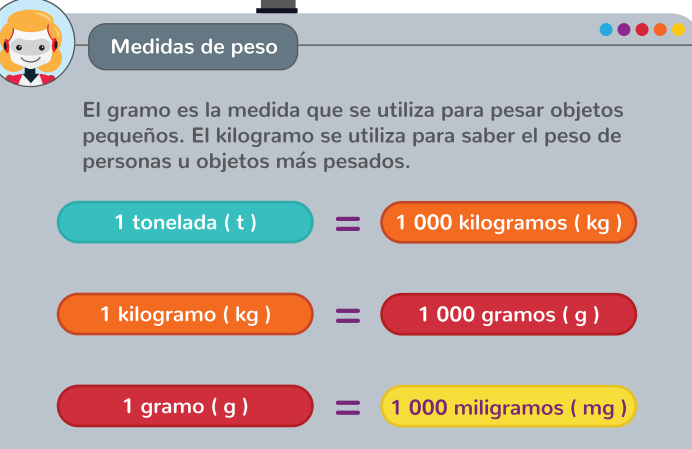 Medidas de peso
El gramo es la medida que se utiliza para pesar objetos
pequeños. El kilogramo se utiliza para saber el peso de
personas u objetos más pesados.
1 tonelada ( t ) = 1 000 kilogramos ( kg )
1 kilogramo ( kg ) = 1 000 gramos ( g )
1 gramo ( g ) = 1 000 miligramos ( mg )